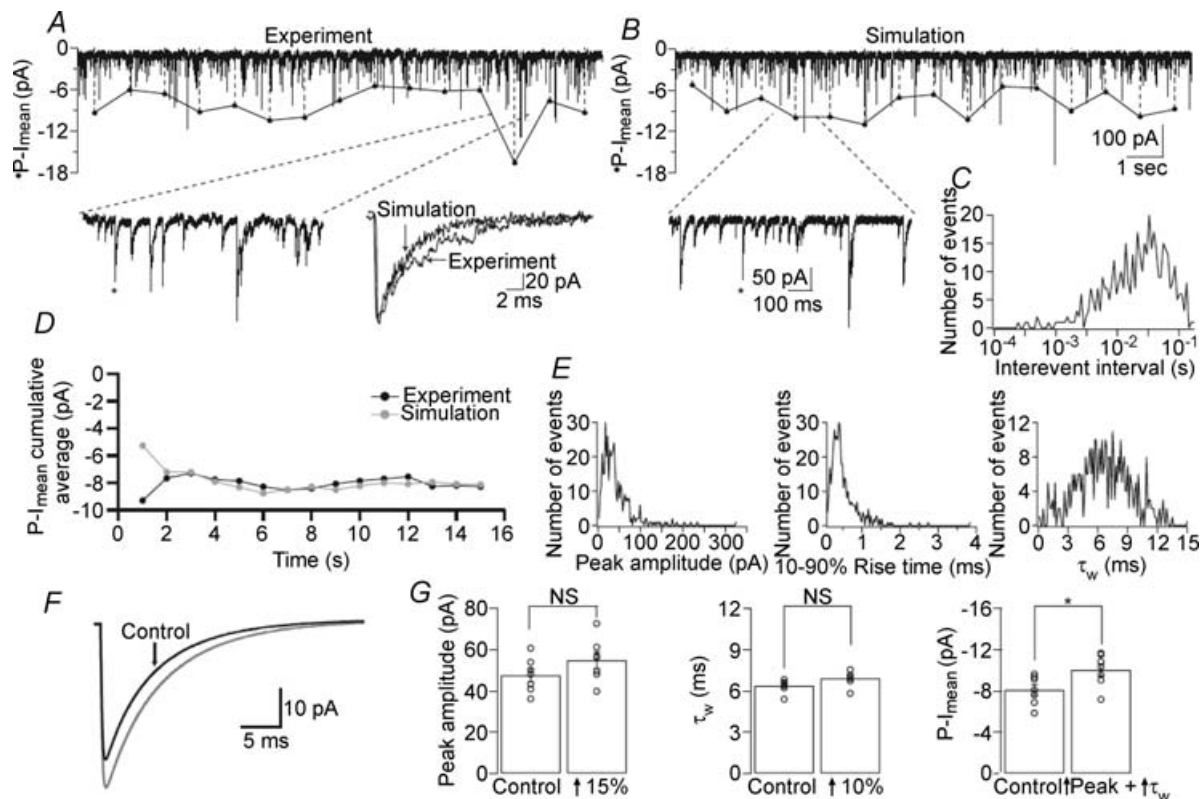 A
Experiment
0
-6
-12
-18
•P-Imean (pA)
B
Simulation
0
-6
-12
-18
•P-Imean (pA)
100 pA
1 sec
*
Simulation
Experiment
20 pA
2 ms
*
50 pA
100 ms
C
Number of events
20
15
10
5
0
10-4 10-3 10-2 10-1
Interevent interval (s)
D
P-Imean cumulative
average (pA)
0
-2
-4
-6
-8
-10
Experiment
Simulation
0 2 4 6 8 10 12 14 16
Time (s)
E
Number of events
30
20
10
0
0 100 200 300
Peak amplitude (pA)
Number of events
30
20
10
0
0 1 2 3 4
10-90% Rise time (ms)
Number of events
12
8
4
0
0 3 6 9 12 15
τw (ms)
F
Control
10 pA
5 ms
G
NS
Peak amplitude (pA)
80
60
40
20
0
Control ↑ 15%
NS
τw (ms)
12
9
6
3
0
Control ↑ 10%
*
P-Imean (pA)
-16
-12
-8
-4
0
Control ↑Peak + ↑τw